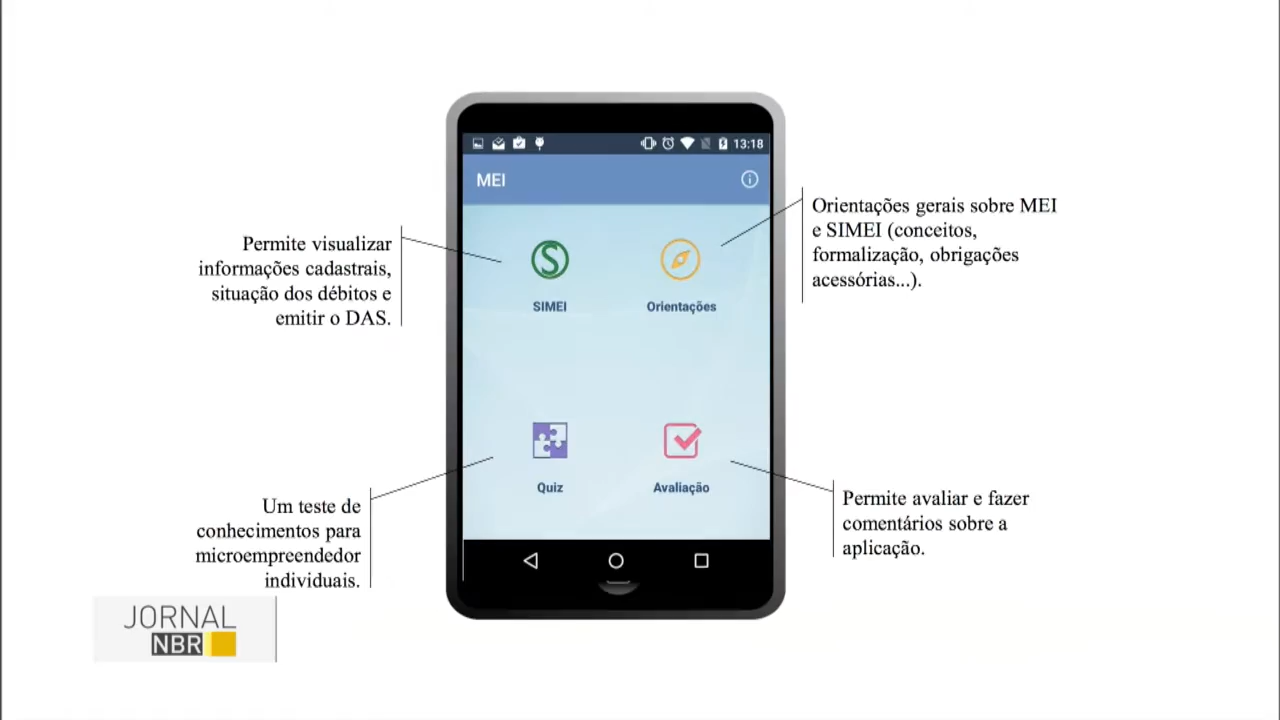 13:18
MEI
Permite visualizar
informações cadastrais,
situação dos débitos e
emitir o DAS.
Orientações gerais sobre MEI
e SIMEI (conceitos,
formalização, obrigações
acessórias...).
SIMEI
Orientações
Quiz
Avaliação
Um teste de
conhecimentos para
microempreendedor
individuais.
Permite avaliar e fazer
comentários sobre a
aplicação.
JORNAL
NBR